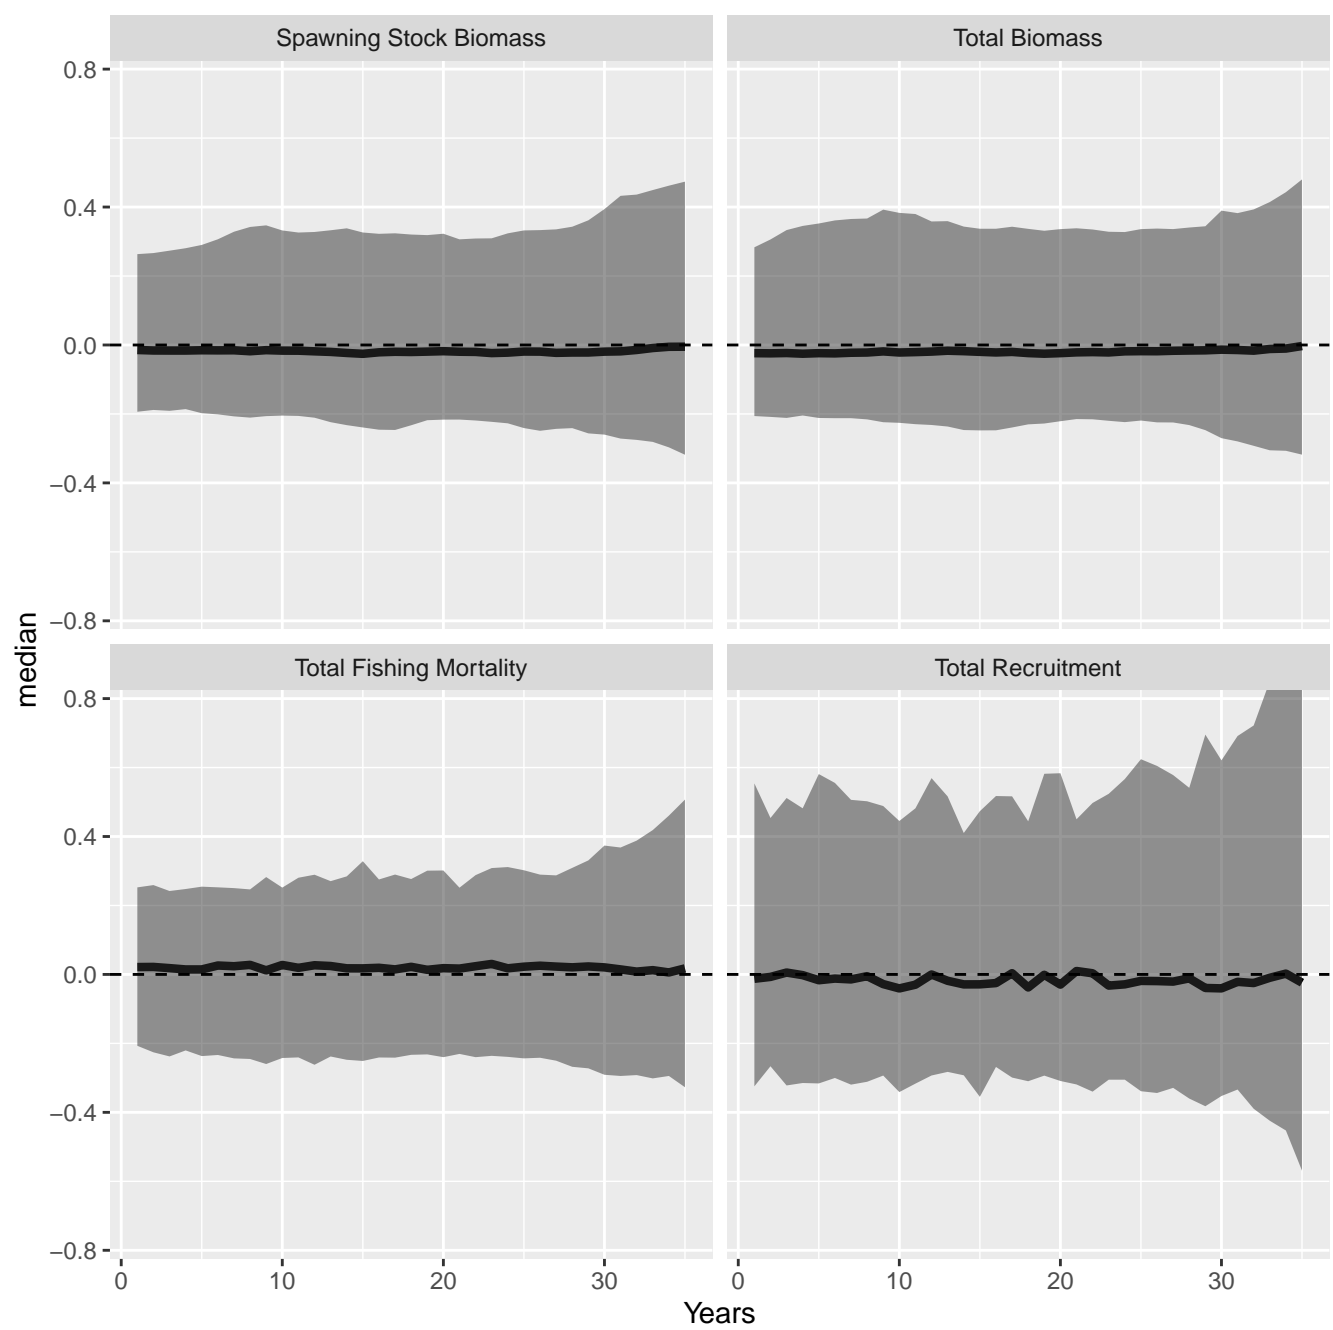 Spawning Stock Biomass
Total Biomass
0.8
0.4
0.0
−0.4
−0.8
median
Total Fishing Mortality
Total Recruitment
0.8
0.4
0.0
−0.4
−0.8
0 10 20 30
0 10 20 30
Years